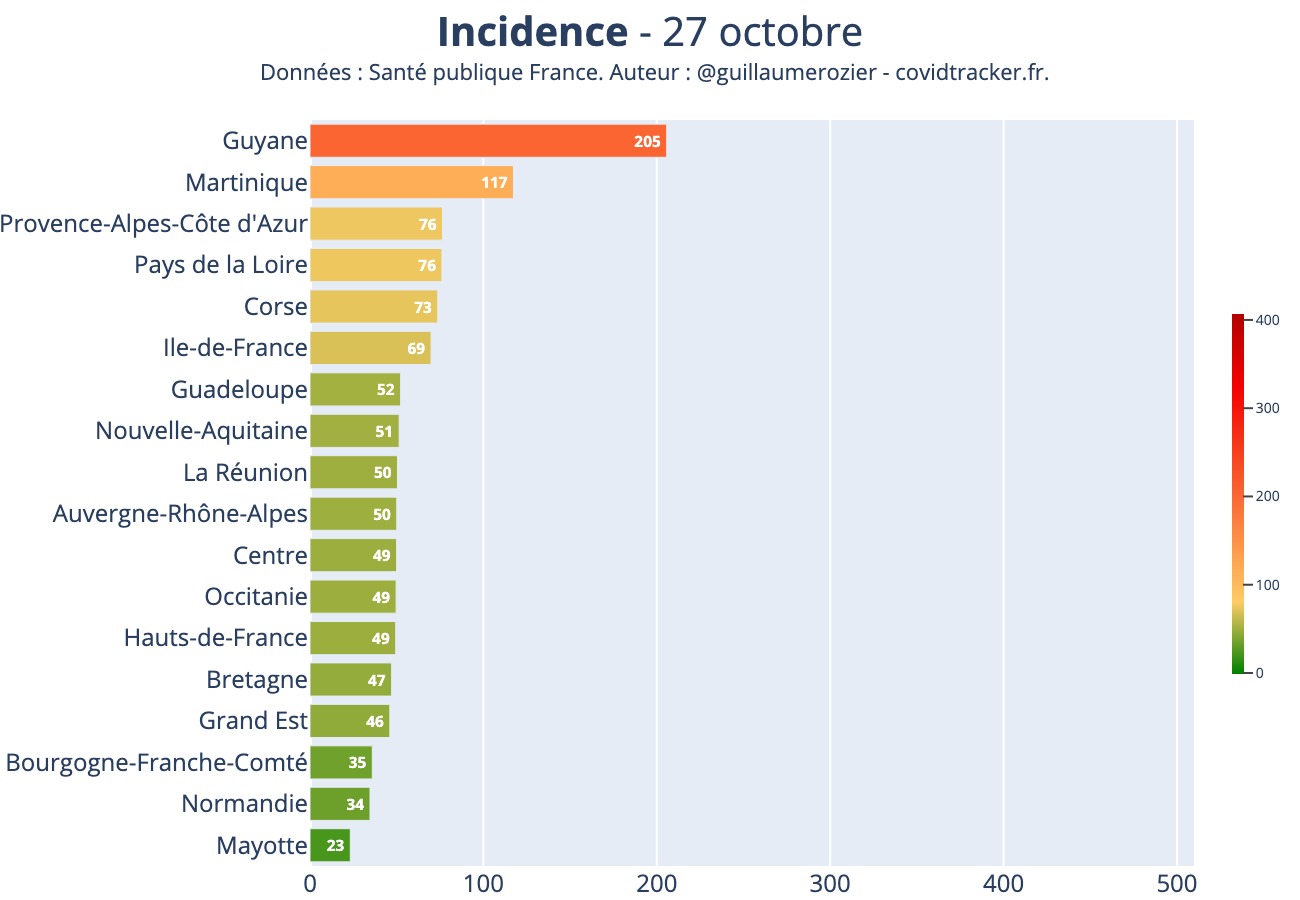 Incidence - 27 octobre
Données : Santé publique France. Auteur : @guillaumerozier - covidtracker.fr.
Guyane 205
Martinique 117
Provence-Alpes-Côte d'Azur 76
Pays de la Loire 76
Corse 73
Ile-de-France 69
Guadeloupe 52
Nouvelle-Aquitaine 51
La Réunion 50
Auvergne-Rhône-Alpes 50
Centre 49
Occitanie 49
Hauts-de-France 49
Bretagne 47
Grand Est 46
Bourgogne-Franche-Comté 35
Normandie 34
Mayotte 23
0 100 200 300 400 500
400
300
200
100
0